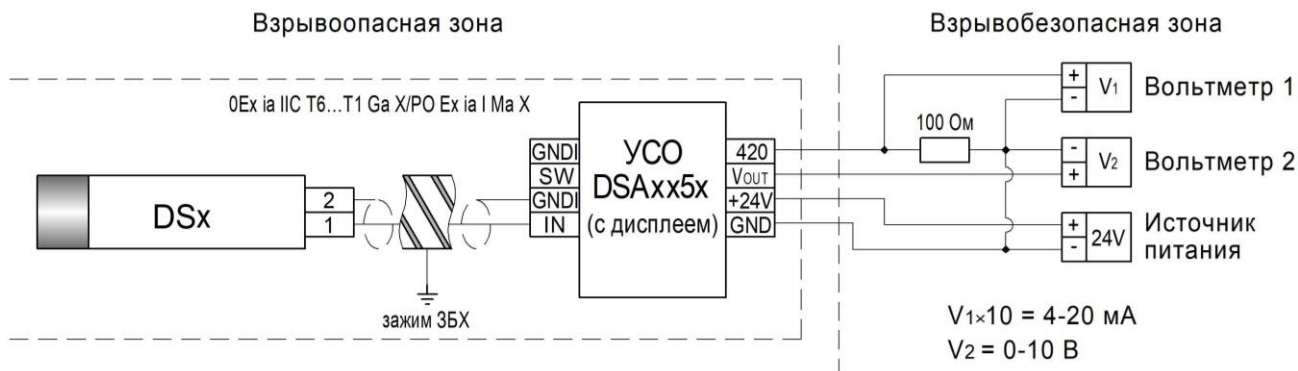 Взрывоопасная зона
Взрывобезопасная зона
0Ex ia IIC T6...T1 Ga X/PO Ex ia I Ma X
DSx
2
1
зажим ЗБХ
GNDI
SW
GNDI
IN
УСО
DSAxx5x
(с дисплеем)
420
VOUT
+24V
GND
100 Ом
+
-
V1
Вольтметр 1
-
+
V2
Вольтметр 2
+
-
24V
Источник
питания
V1×10 = 4-20 мА
V2 = 0-10 В